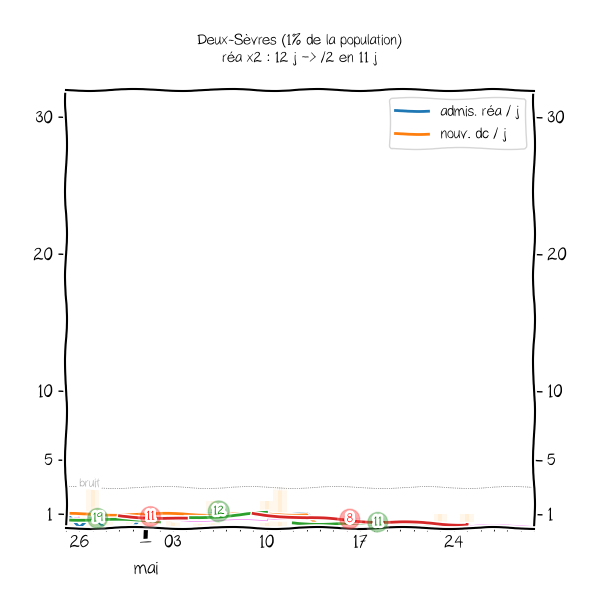 Deux-Sèvres (1% de la population)
réa x2 : 12 j -> /2 en 11 j
admis. réa / j
nouv. dc / j
30 30
20 20
10 10
5 5
bruit
1 1
19 11 12 8 11
26 1 03 10 17 24
mai